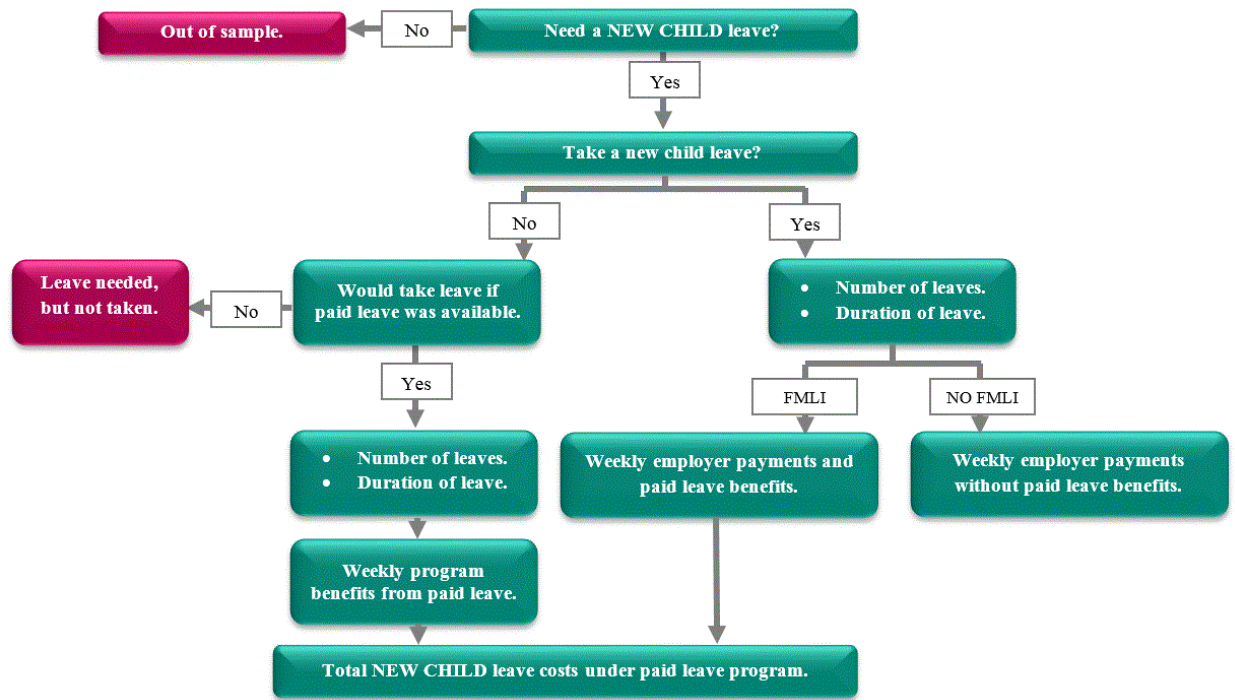 Out of sample.
No
Need a NEW CHILD leave?
Yes
Take a new child leave?
No
Yes
Leave needed,
but not taken.
No
Would take leave if
paid leave was available.
• Number of leaves.
• Duration of leave.
Yes
FMLI
NO FMLI
• Number of leaves.
• Duration of leave.
Weekly employer payments and
paid leave benefits.
Weekly employer payments
without paid leave benefits.
Weekly program
benefits from paid leave.
Total NEW CHILD leave costs under paid leave program.